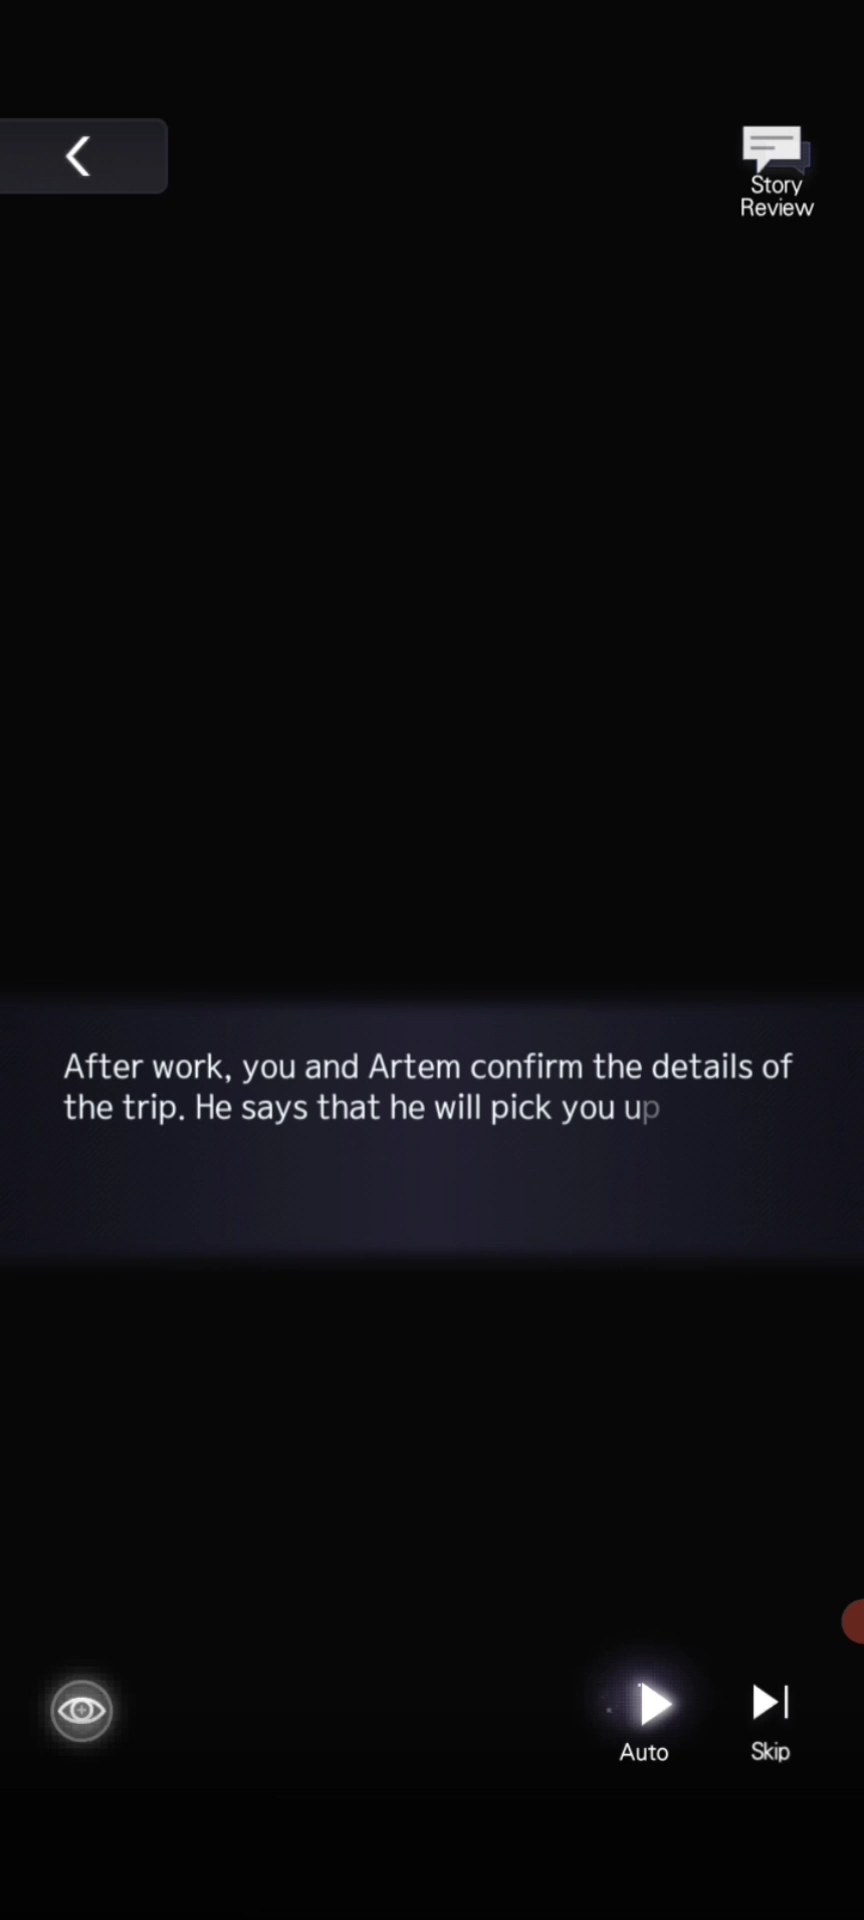 Story
Review
After work, you and Artem confirm the details of
the trip. He says that he will pick you up
Auto
Skip